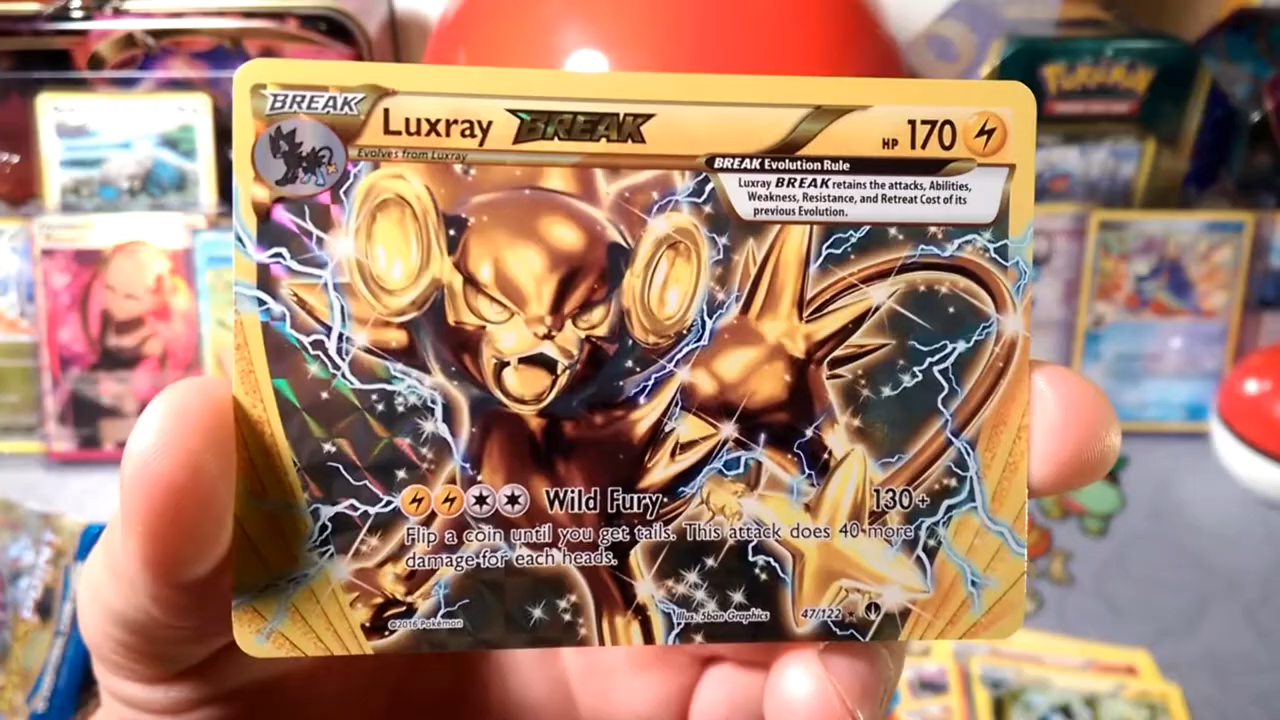 BREAK
Luxray BREAK
HP 170
Evolves from Luxray
BREAK Evolution Rule
Luxray BREAK retains the attacks, Abilities,
Weakness, Resistance, and Retreat Cost of its
previous Evolution.
Pokémon
Wild Fury 130+
Flip a coin until you get tails. This attack does 40 more
damage for each heads.
Illus. 5ban Graphics
47/122
©2016 Pokémon